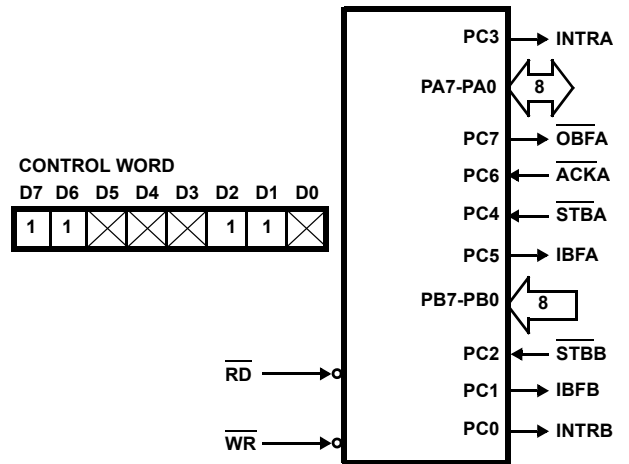 PC3 INTRA
PA7-PA0 8
PC7 OBFA
CONTROL WORD
D7 D6 D5 D4 D3 D2 D1 D0
1 1 1 1
PC6 ACKA
PC4 STBA
PC5 IBFA
PB7-PB0 8
PC2 STBB
RD
PC1 IBFB
PC0 INTRB
WR